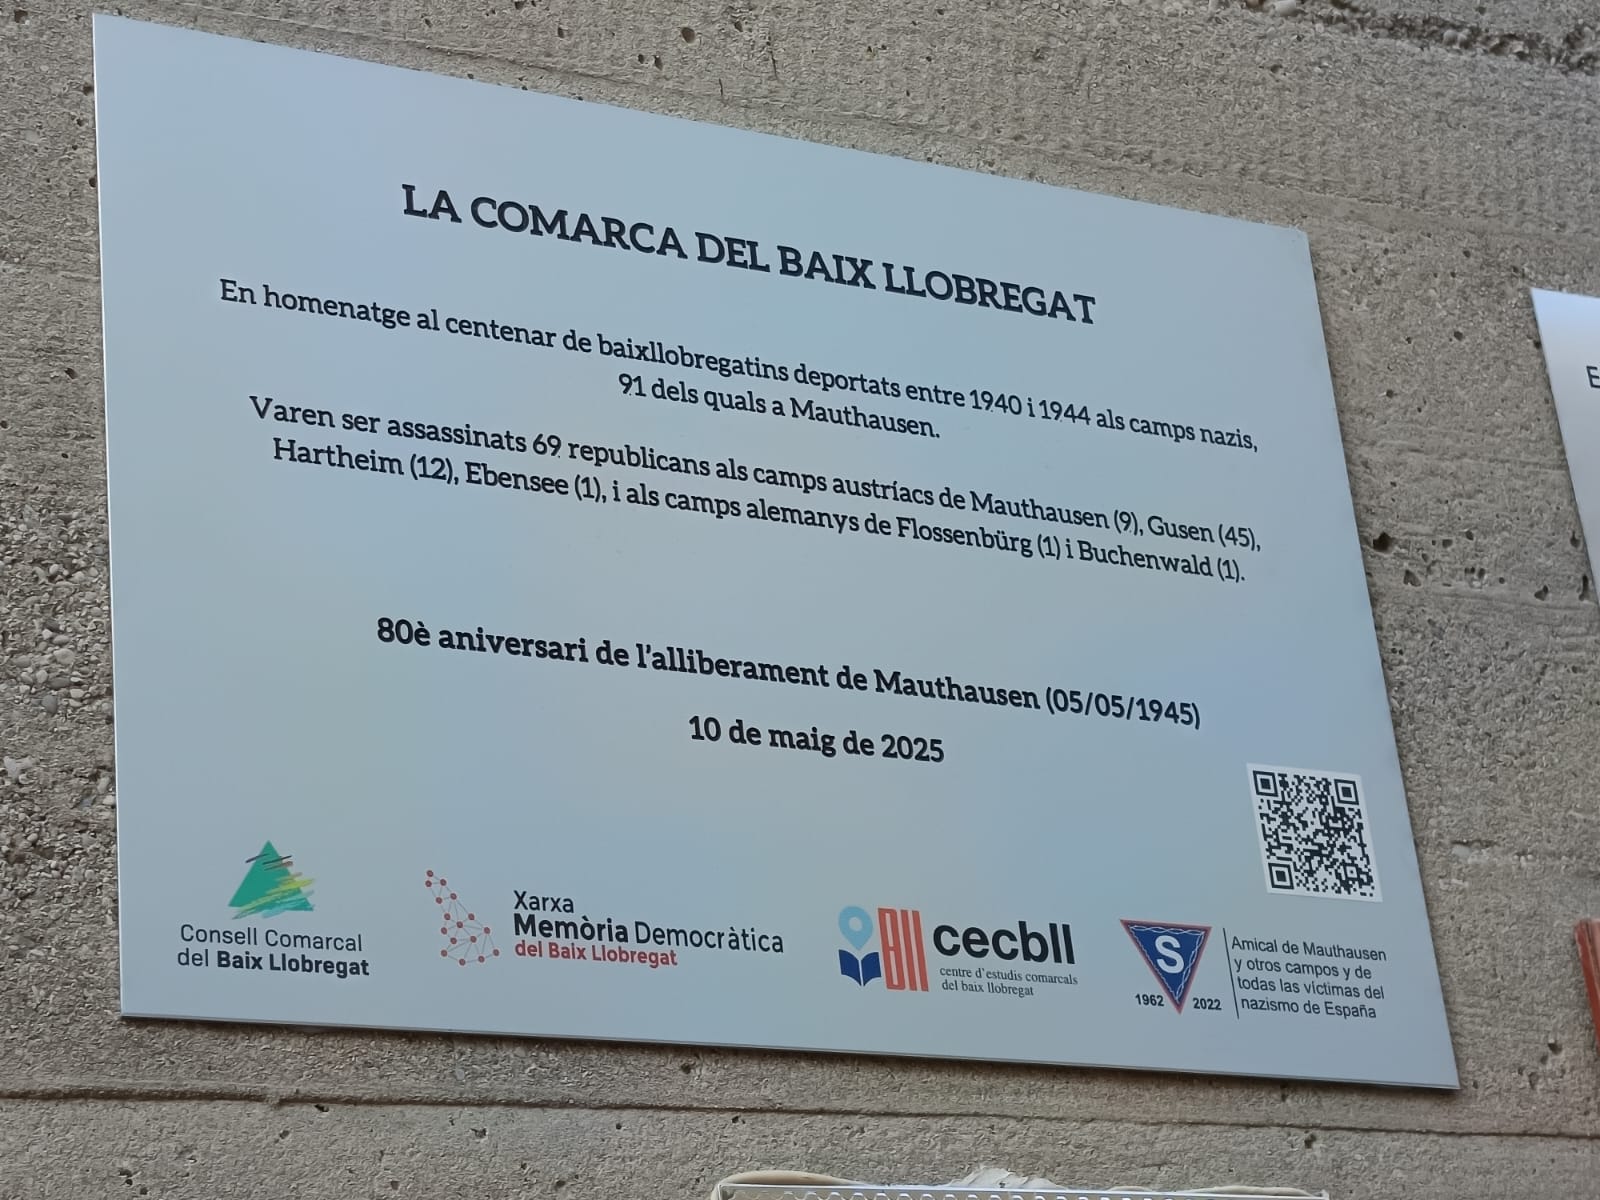 LA COMARCA DEL BAIX LLOBREGAT
En homenatge al centenar de baixllobregatins deportats entre 1940 i 1944 als camps nazis,
91 dels quals a Mauthausen.
Varen ser assassinats 69 republicans als camps austríacs de Mauthausen (9), Gusen (45),
Hartheim (12), Ebensee (1), i als camps alemanys de Flossenbürg (1) i Buchenwald (1).
80è aniversari de l'alliberament de Mauthausen (05/05/1945)
10 de maig de 2025
Consell Comarcal
del Baix Llobregat
Xarxa
Memòria Democràtica
del Baix Llobregat
Bll
cecbll
centre d'estudis comarcals
del baix llobregat
S
1962 2022
Amical de Mauthausen
y otros campos y de
todas las víctimas del
nazismo de España
E